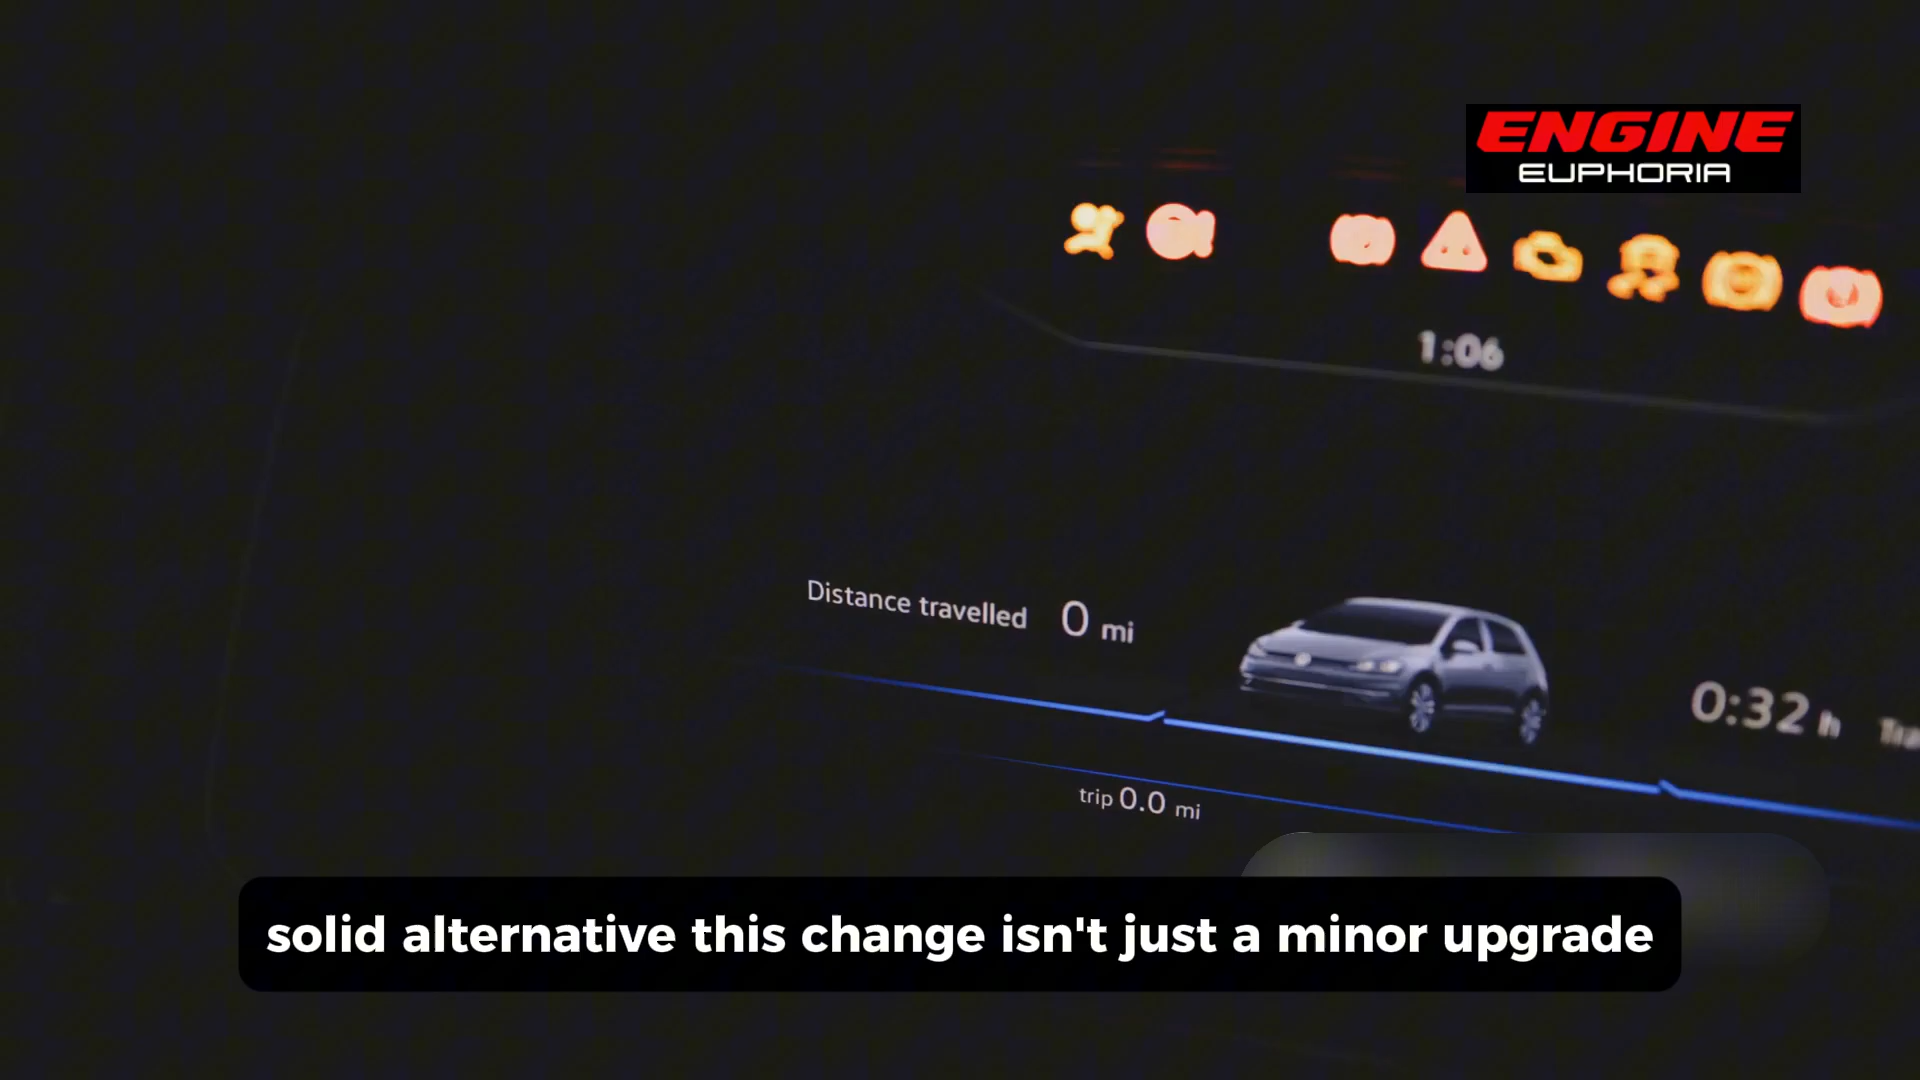 ENGINE
EUPHORIA
1:06
Distance travelled 0 mi
0:32 h
trip 0.0 mi
solid alternative this change isn't just a minor upgrade